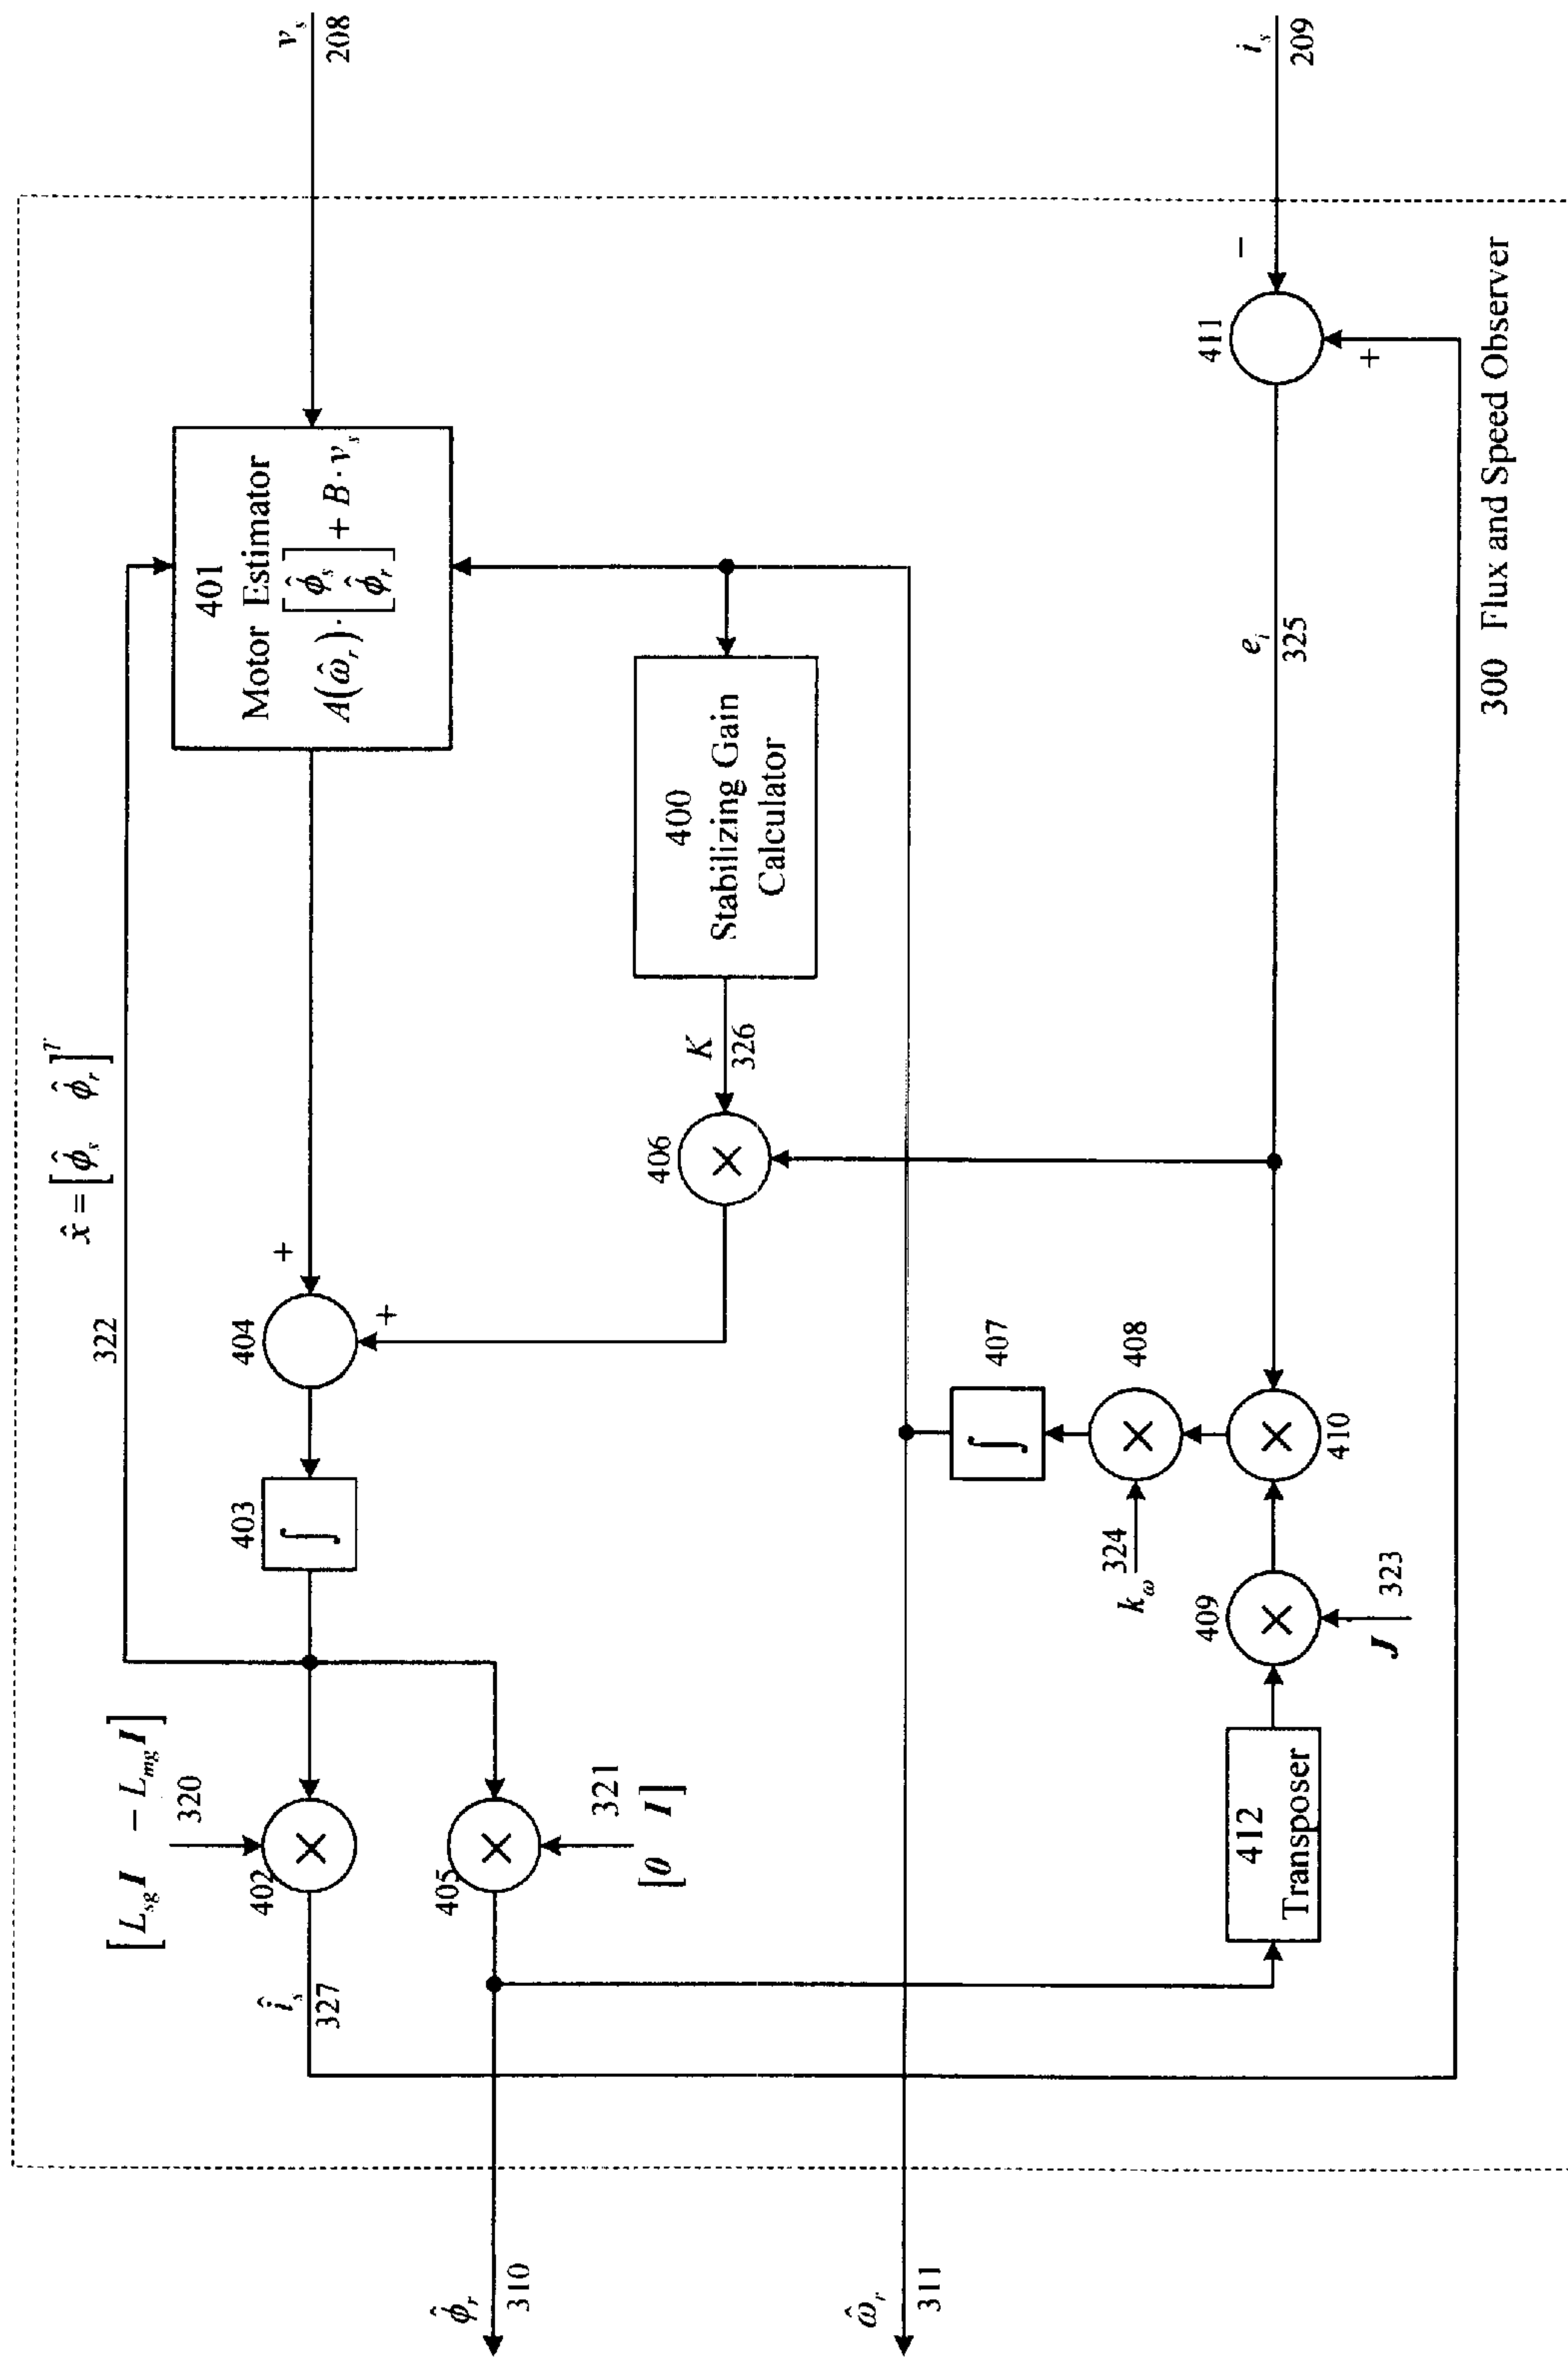 v_s
208
i_s
209
401
Motor Estimator
A(ω̂_r)·[φ̂_s φ̂_r] + B·v_s
x̂ = [φ̂_s φ̂_r]^T
322
400
Stabilizing Gain
Calculator
K
326
406
×
+
404
+
403
∫
[L_sg I − L_mg I]
320
402
×
405
×
321
[0 I]
î_s
327
φ̂_r
310
ω̂_r
311
407
∫
408
×
k_ω 324
410
×
409
×
J 323
412
Transposer
e_i
325
411
−
+
300 Flux and Speed Observer